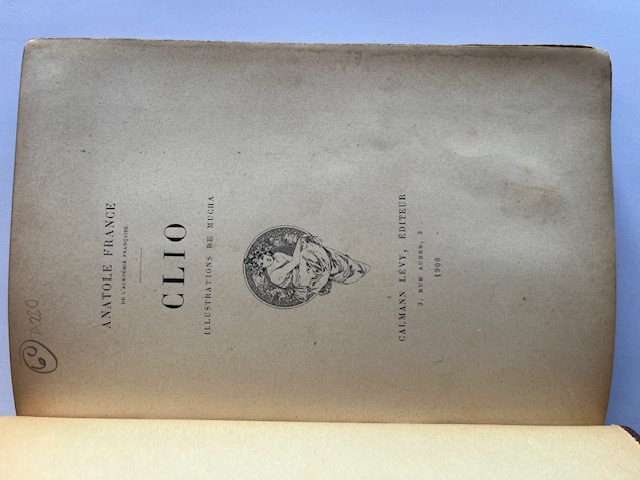 ANATOLE FRANCE
DE L'ACADÉMIE FRANÇAISE
CLIO
ILLUSTRATIONS DE MUCHA
CALMANN LÉVY, ÉDITEUR
3, RUE AUBER, 3
1900